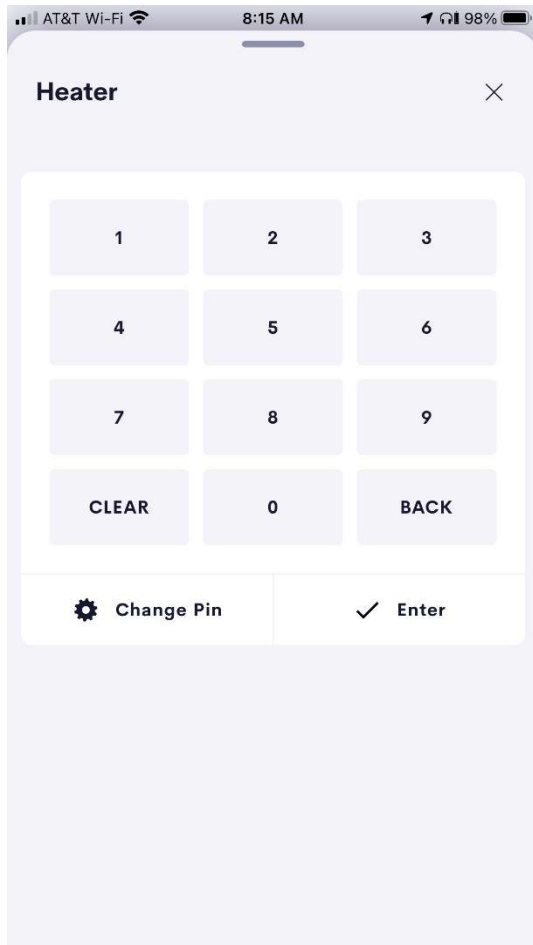 AT&T Wi-Fi 8:15 AM 98%
Heater
1 2 3
4 5 6
7 8 9
CLEAR 0 BACK
Change Pin Enter